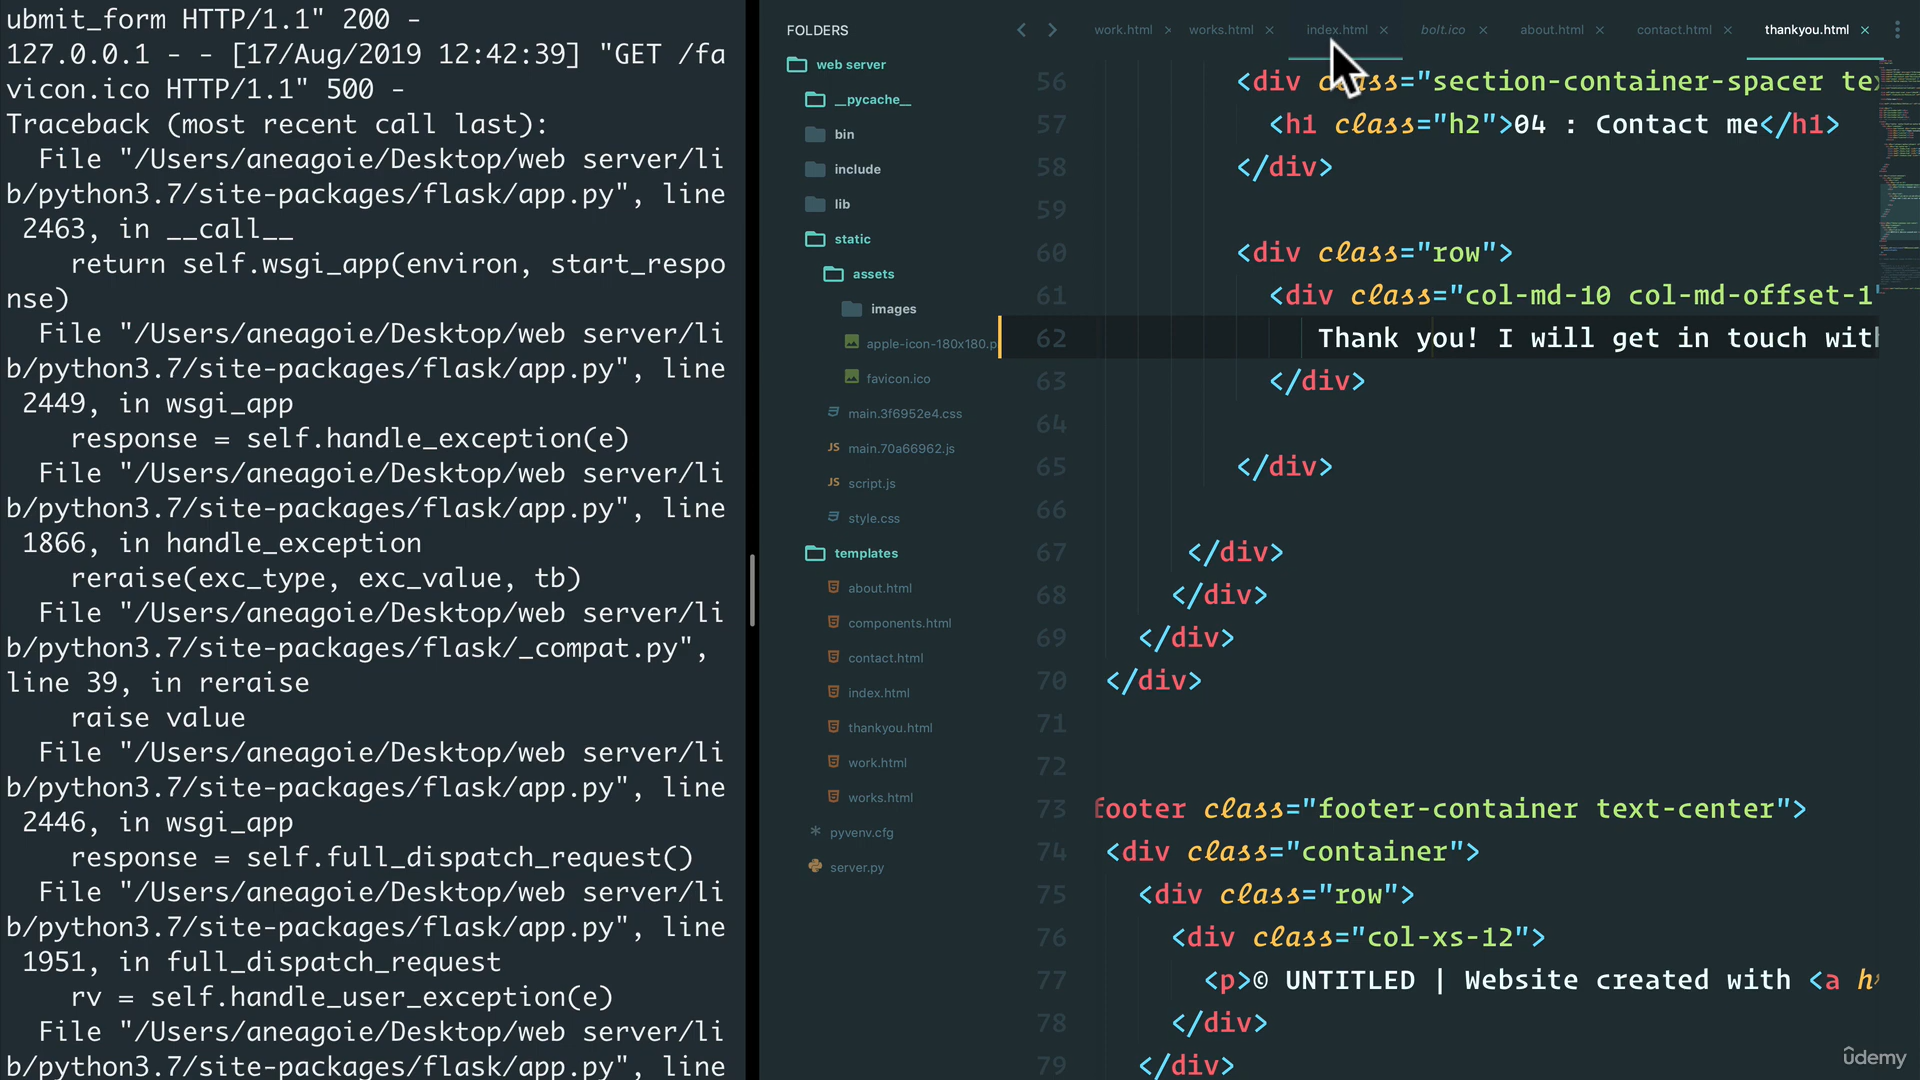 ubmit_form HTTP/1.1" 200 -
127.0.0.1 - - [17/Aug/2019 12:42:39] "GET /fa
vicon.ico HTTP/1.1" 500 -
Traceback (most recent call last):
  File "/Users/aneagoie/Desktop/web server/li
b/python3.7/site-packages/flask/app.py", line
 2463, in __call__
    return self.wsgi_app(environ, start_respo
nse)
  File "/Users/aneagoie/Desktop/web server/li
b/python3.7/site-packages/flask/app.py", line
 2449, in wsgi_app
    response = self.handle_exception(e)
  File "/Users/aneagoie/Desktop/web server/li
b/python3.7/site-packages/flask/app.py", line
 1866, in handle_exception
    reraise(exc_type, exc_value, tb)
  File "/Users/aneagoie/Desktop/web server/li
b/python3.7/site-packages/flask/_compat.py",
line 39, in reraise
    raise value
  File "/Users/aneagoie/Desktop/web server/li
b/python3.7/site-packages/flask/app.py", line
 2446, in wsgi_app
    response = self.full_dispatch_request()
  File "/Users/aneagoie/Desktop/web server/li
b/python3.7/site-packages/flask/app.py", line
 1951, in full_dispatch_request
    rv = self.handle_user_exception(e)
  File "/Users/aneagoie/Desktop/web server/li
b/python3.7/site-packages/flask/app.py", line
FOLDERS
web server
__pycache__
bin
include
lib
static
assets
images
apple-icon-180x180.p
favicon.ico
main.3f6952e4.css
JS main.70a66962.js
JS script.js
style.css
templates
about.html
components.html
contact.html
index.html
thankyou.html
work.html
works.html
pyvenv.cfg
server.py
work.html works.html index.html bolt.ico about.html contact.html thankyou.html
56 <div class="section-container-spacer te
57 <h1 class="h2">04 : Contact me</h1>
58 </div>
59
60 <div class="row">
61 <div class="col-md-10 col-md-offset-1"
62 Thank you! I will get in touch with
63 </div>
64
65 </div>
66
67 </div>
68 </div>
69 </div>
70 </div>
71
72
73 footer class="footer-container text-center">
74 <div class="container">
75 <div class="row">
76 <div class="col-xs-12">
77 <p>© UNTITLED | Website created with <a h
78 </div>
79 </div>
udemy